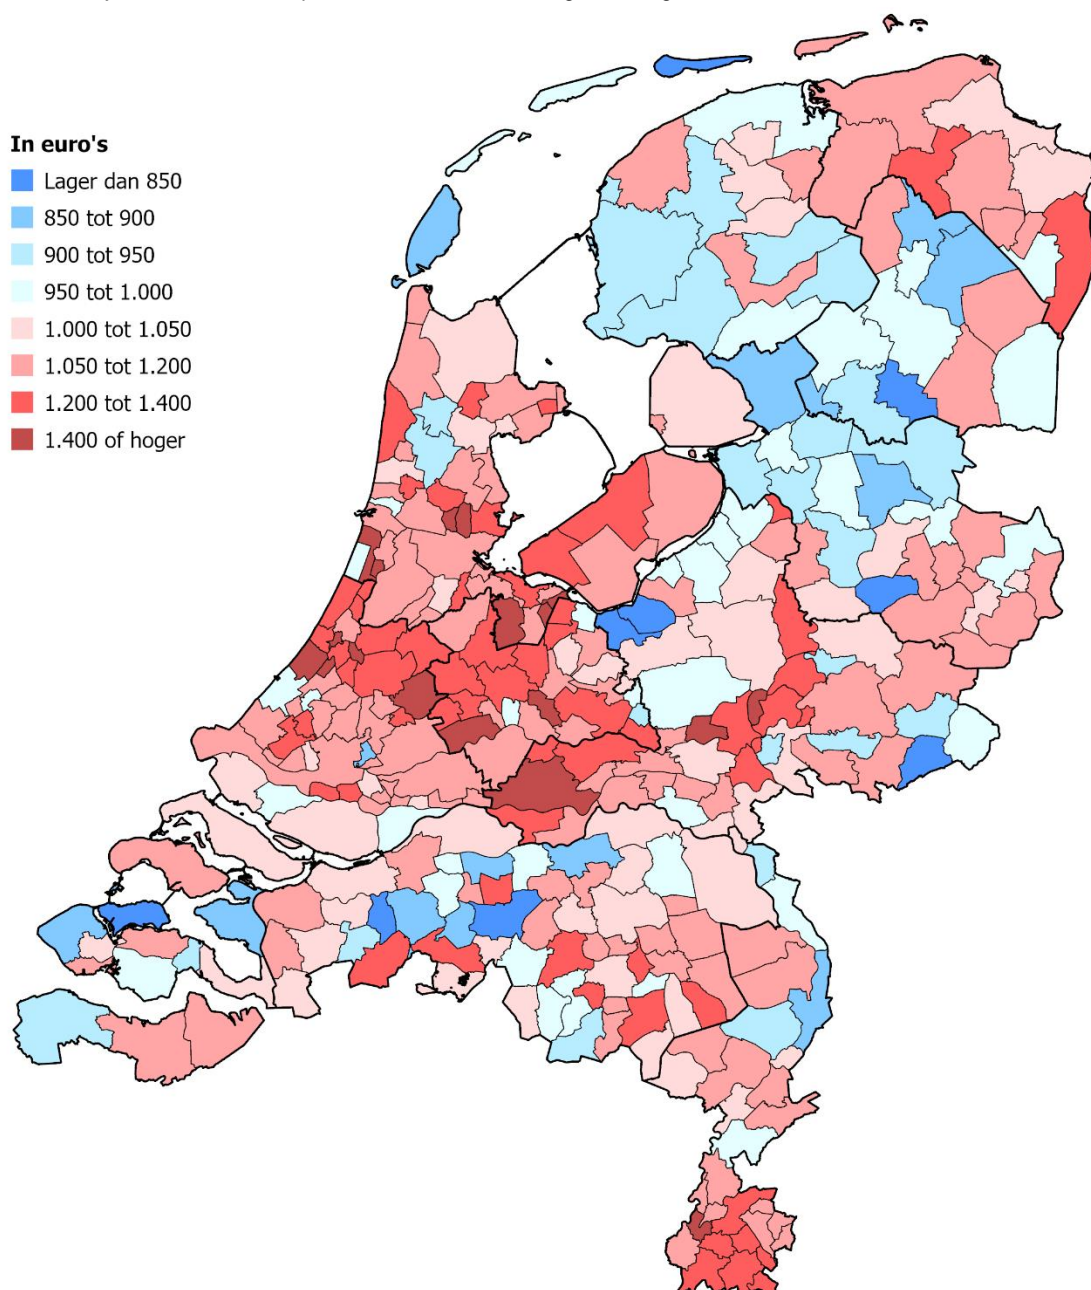 In euro's
Lager dan 850
850 tot 900
900 tot 950
950 tot 1.000
1.000 tot 1.050
1.050 tot 1.200
1.200 tot 1.400
1.400 of hoger